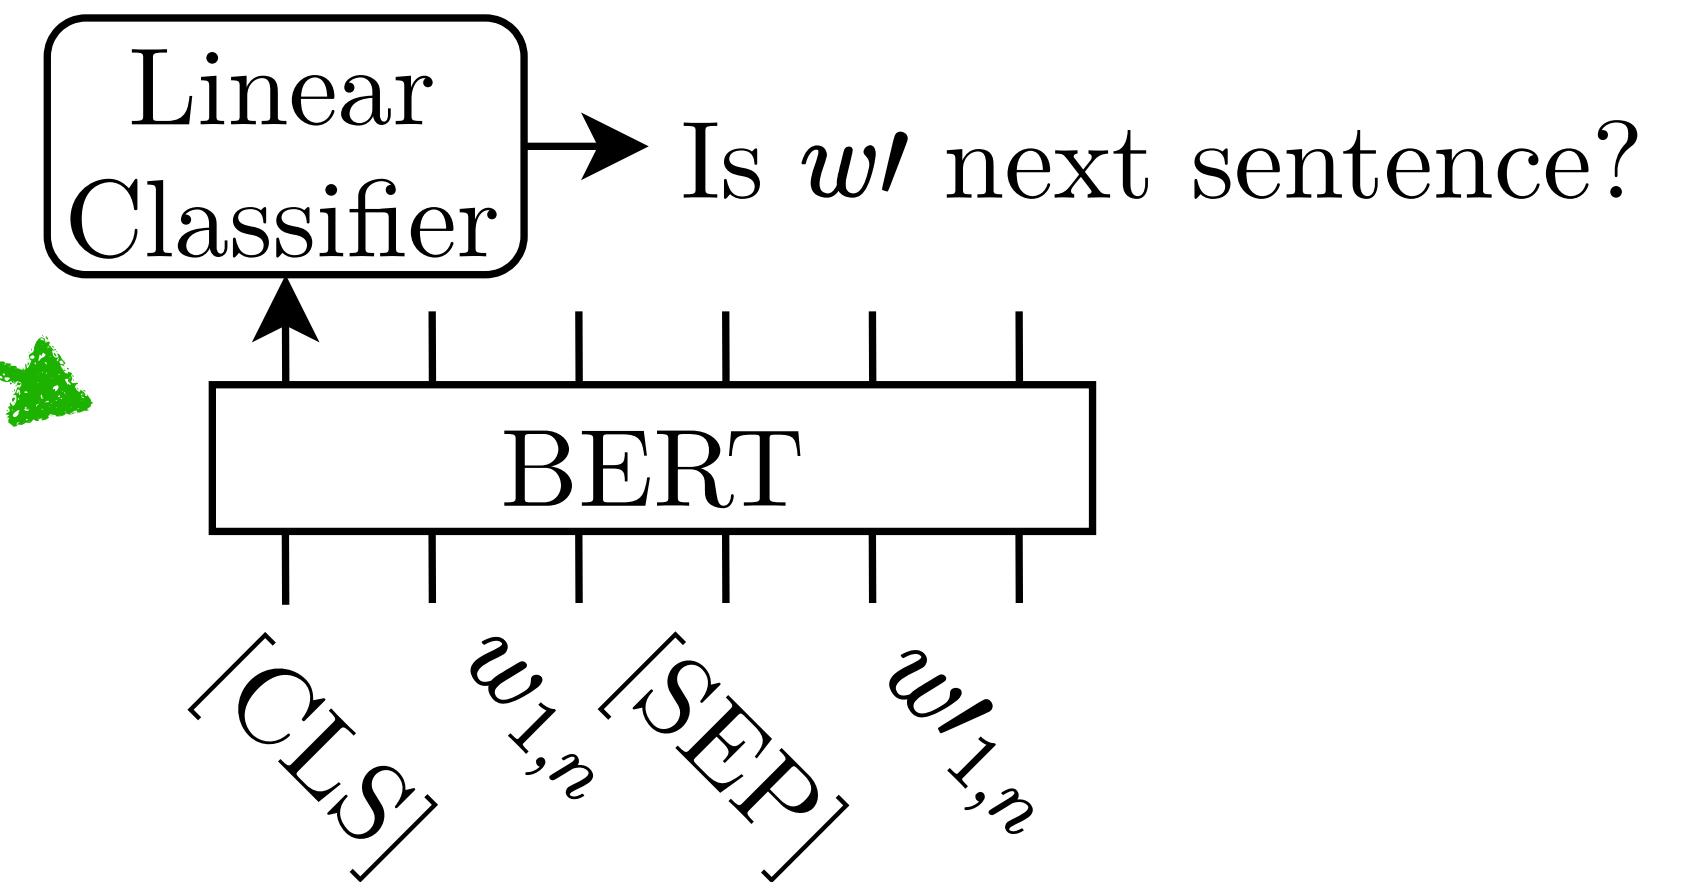 Linear
Classifier
Is w′ next sentence?
BERT
[CLS]
w₁,ₙ
[SEP]
w′₁,ₙ